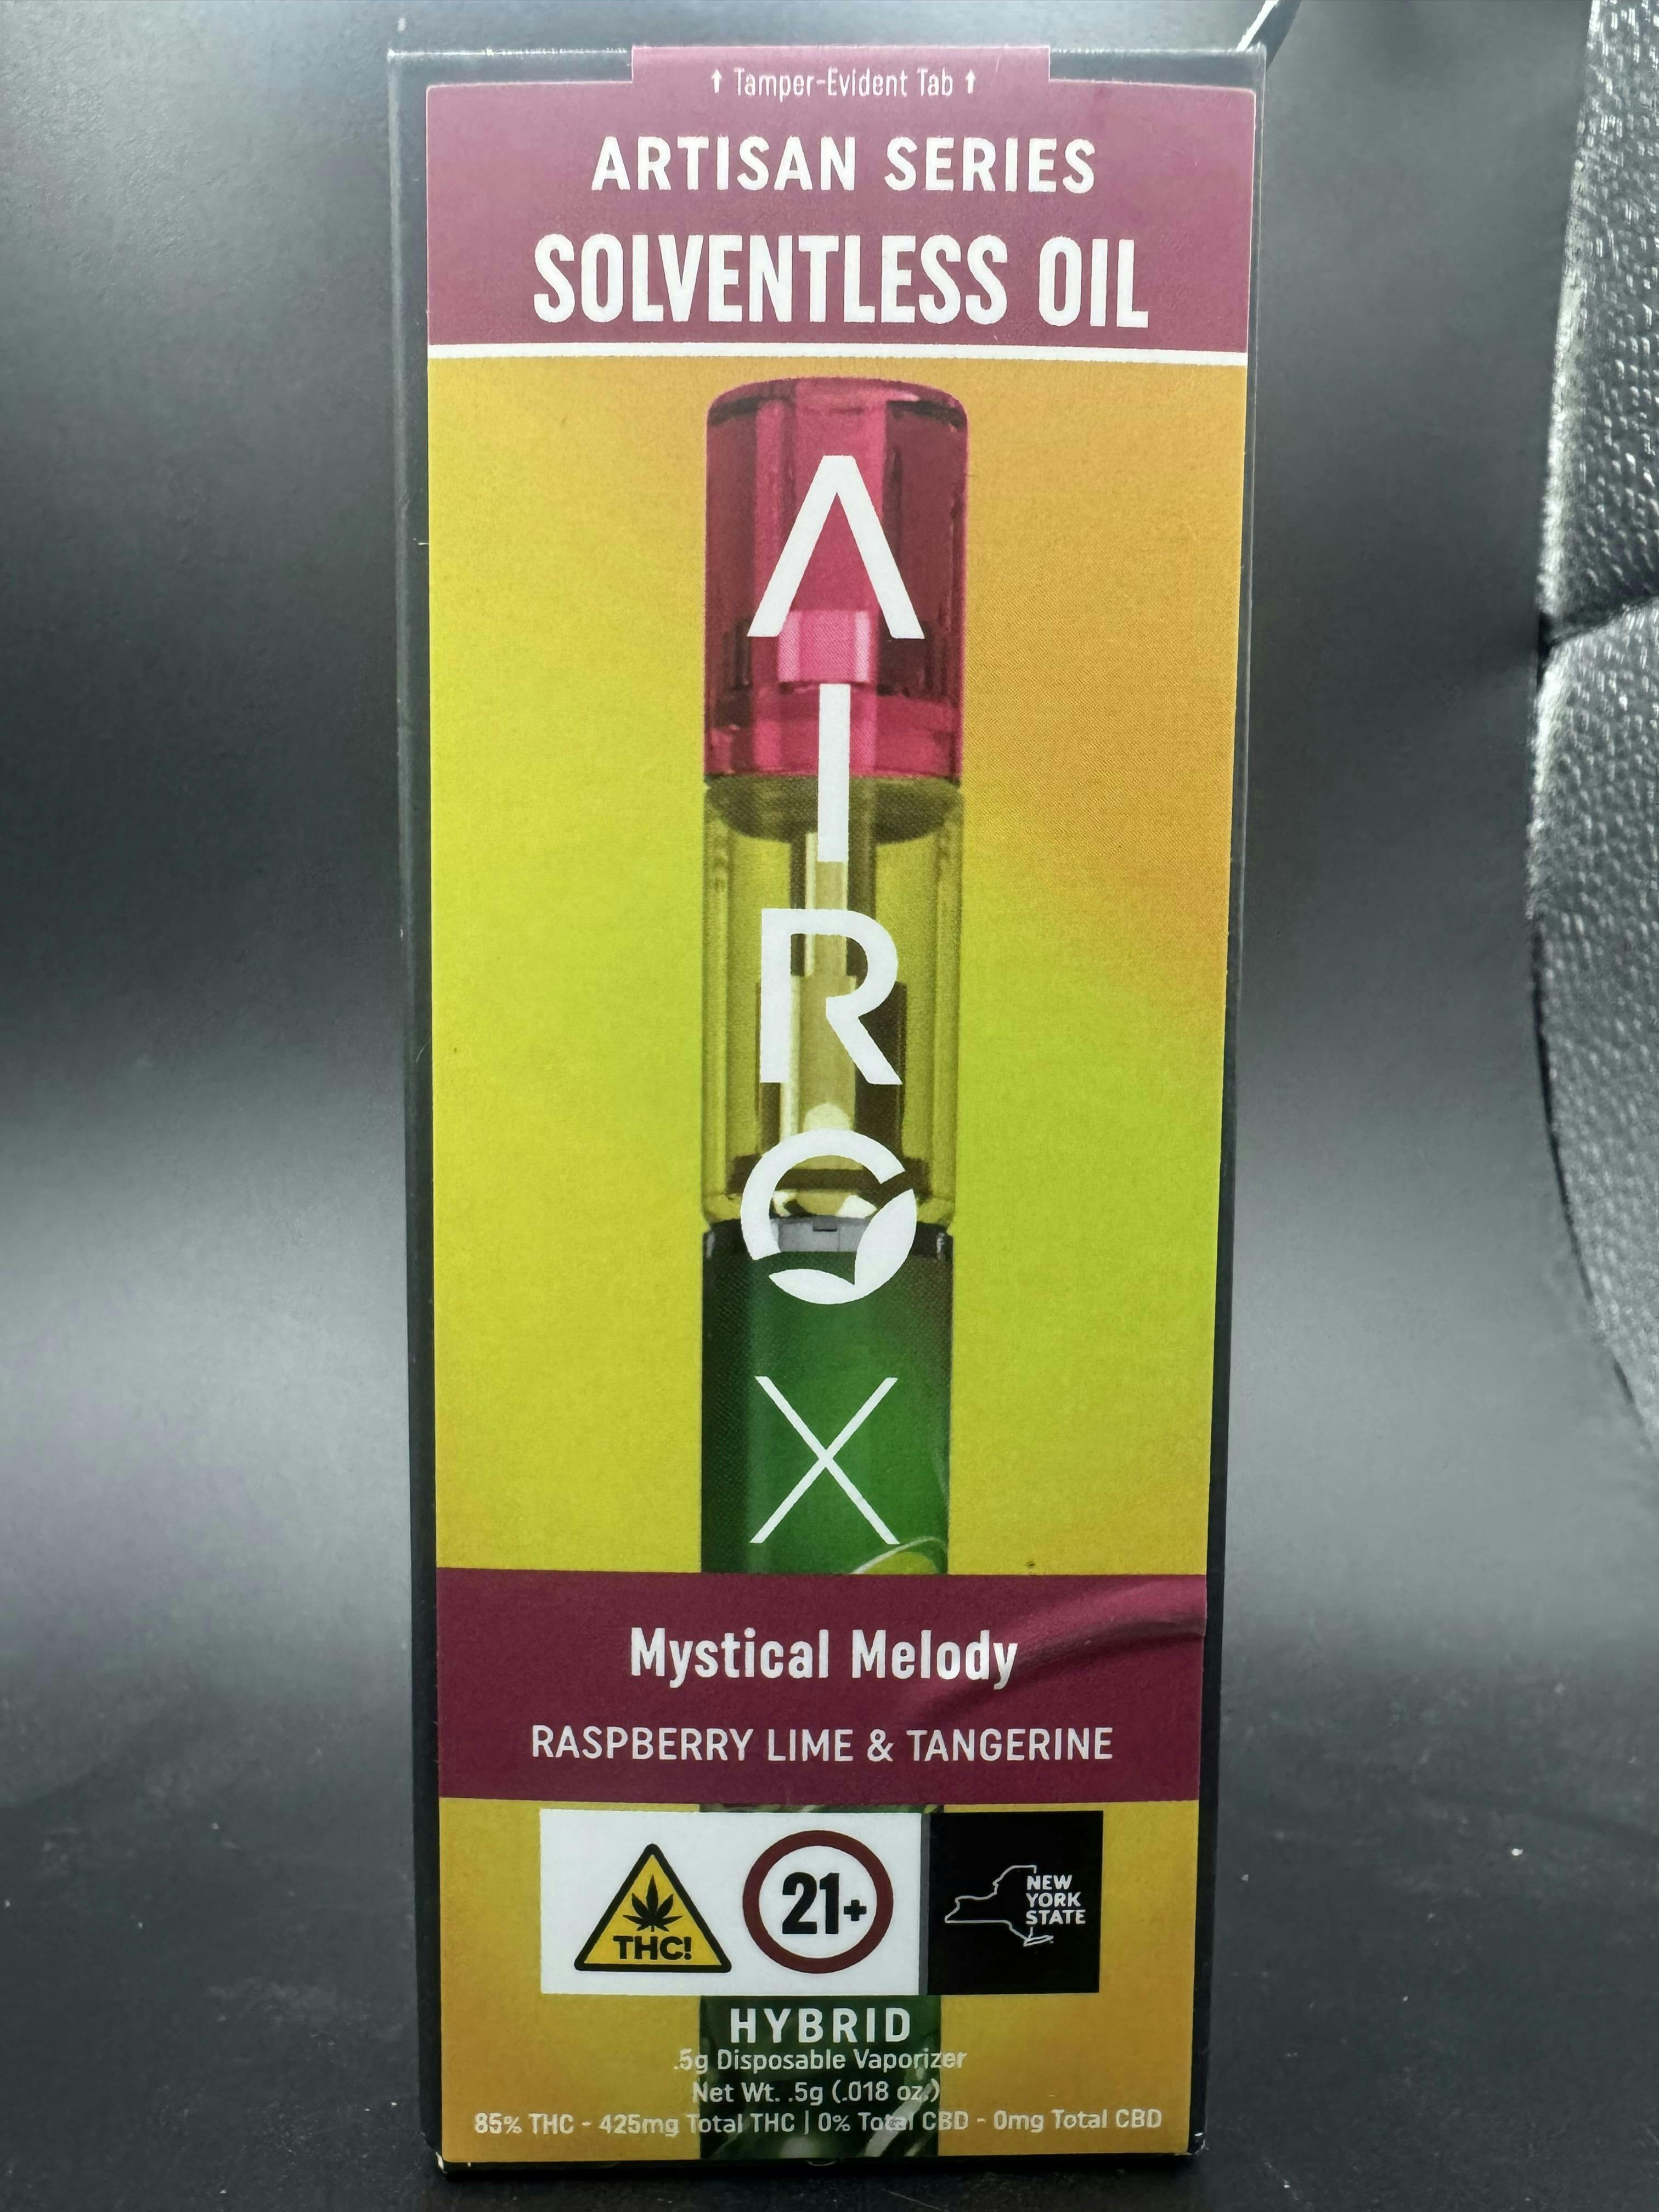 ↑ Tamper-Evident Tab ↑
ARTISAN SERIES
SOLVENTLESS OIL
AIRO
X
Mystical Melody
RASPBERRY LIME & TANGERINE
THC!
21+
NEW
YORK
STATE
HYBRID
.5g Disposable Vaporizer
Net Wt. .5g (.018 oz.)
85% THC - 425mg Total THC | 0% Total CBD - 0mg Total CBD